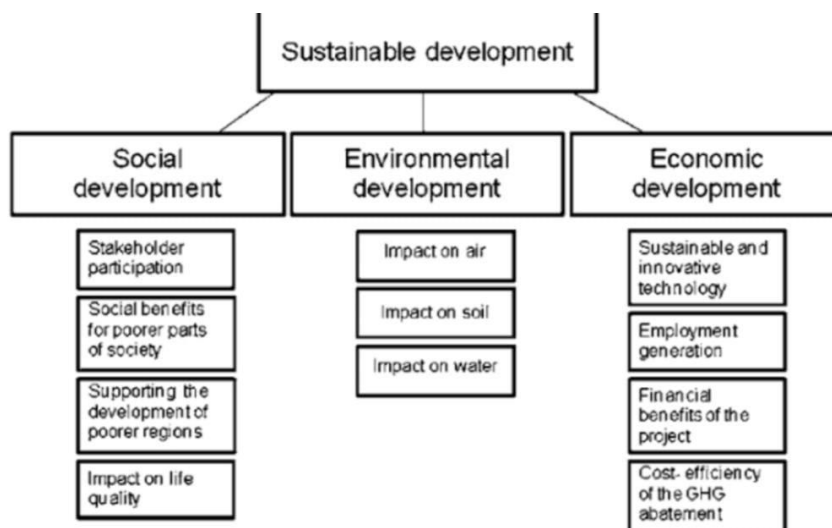 Sustainable development
Social
development
Environmental
development
Economic
development
Stakeholder
participation
Social benefits
for poorer parts
of society
Supporting the
development of
poorer regions
Impact on life
quality
Impact on air
Impact on soil
Impact on water
Sustainable and
innovative
technology
Employment
generation
Financial
benefits of the
project
Cost- efficiency
of the GHG
abatement